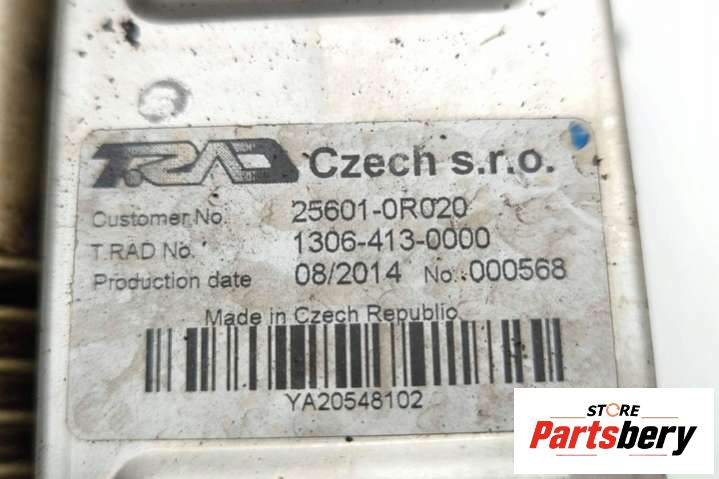 T.RAD Czech s.r.o.
Customer No. 25601-0R020
T.RAD No. 1306-413-0000
Production date 08/2014 No.:000568
Made in Czech Republic
YA20548102
STORE
Partsbery